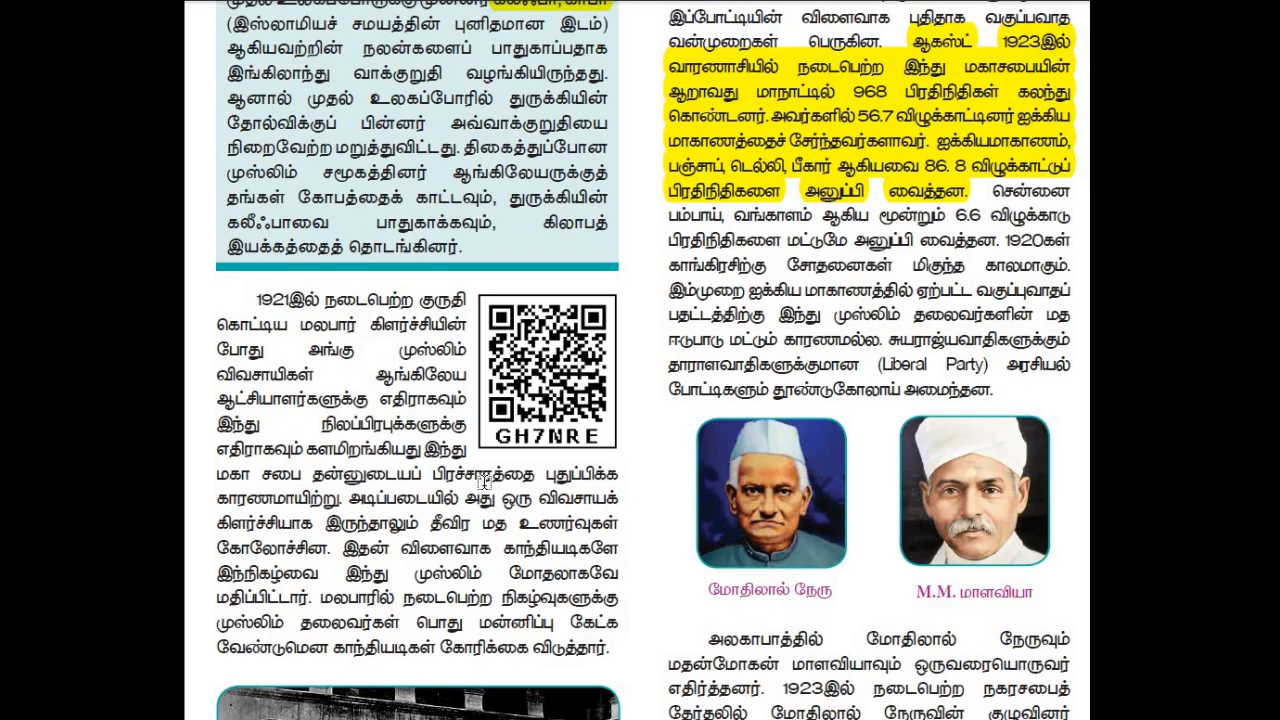 (இஸ்லாமியச் சமயத்தின் புனிதமான இடம்)
ஆகியவற்றின் நலன்களைப் பாதுகாப்பதாக
இங்கிலாந்து வாக்குறுதி வழங்கியிருந்தது.
ஆனால் முதல் உலகப்போரில் துருக்கியின்
தோல்விக்குப் பின்னர் அவ்வாக்குறுதியை
நிறைவேற்ற மறுத்துவிட்டது. திகைத்துப்போன
முஸ்லிம் சமூகத்தினர் ஆங்கிலேயருக்குத்
தங்கள் கோபத்தைக் காட்டவும், துருக்கியின்
கலீஃபாவை பாதுகாக்கவும், கிலாபத்
இயக்கத்தைத் தொடங்கினர்.
1921இல் நடைபெற்ற குருதி
கொட்டிய மலபார் கிளர்ச்சியின்
போது அங்கு முஸ்லிம்
விவசாயிகள் ஆங்கிலேய
ஆட்சியாளர்களுக்கு எதிராகவும்
இந்து நிலப்பிரபுக்களுக்கு
எதிராகவும் களமிறங்கியது இந்து
மகா சபை தன்னுடையப் பிரச்சாரத்தை புதுப்பிக்க
காரணமாயிற்று. அடிப்படையில் அது ஒரு விவசாயக்
கிளர்ச்சியாக இருந்தாலும் தீவிர மத உணர்வுகள்
கோலோச்சின. இதன் விளைவாக காந்தியடிகளே
இந்நிகழ்வை இந்து முஸ்லிம் மோதலாகவே
மதிப்பிட்டார். மலபாரில் நடைபெற்ற நிகழ்வுகளுக்கு
முஸ்லிம் தலைவர்கள் பொது மன்னிப்பு கேட்க
வேண்டுமென காந்தியடிகள் கோரிக்கை விடுத்தார்.
GH7NRE
இப்போட்டியின் விளைவாக புதிதாக வகுப்பவாத
வன்முறைகள் பெருகின. ஆகஸ்ட் 1923இல்
வாரணாசியில் நடைபெற்ற இந்து மகாசபையின்
ஆறாவது மாநாட்டில் 968 பிரதிநிதிகள் கலந்து
கொண்டனர். அவர்களில் 56.7 விழுக்காட்டினர் ஐக்கிய
மாகாணத்தைச் சேர்ந்தவர்களாவர். ஐக்கியமாகாணம்,
பஞ்சாப், டெல்லி, பீகார் ஆகியவை 86. 8 விழுக்காட்டுப்
பிரதிநிதிகளை அனுப்பி வைத்தன. சென்னை
பம்பாய், வங்காளம் ஆகிய மூன்றும் 6.6 விழுக்காடு
பிரதிநிதிகளை மட்டுமே அனுப்பி வைத்தன. 1920கள்
காங்கிரசிற்கு சோதனைகள் மிகுந்த காலமாகும்.
இம்முறை ஐக்கிய மாகாணத்தில் ஏற்பட்ட வகுப்புவாதப்
பதட்டத்திற்கு இந்து முஸ்லிம் தலைவர்களின் மத
ஈடுபாடு மட்டும் காரணமல்ல. சுயராஜ்யவாதிகளுக்கும்
தாராளவாதிகளுக்குமான (Liberal Party) அரசியல்
போட்டிகளும் தூண்டுகோலாய் அமைந்தன.
மோதிலால் நேரு
M.M. மாளவியா
அலகாபாத்தில் மோதிலால் நேருவும்
மதன்மோகன் மாளவியாவும் ஒருவரையொருவர்
எதிர்த்தனர். 1923இல் நடைபெற்ற நகரசபைத்
தேர்தலில் மோதிலால் நேருவின் குழுவினர்